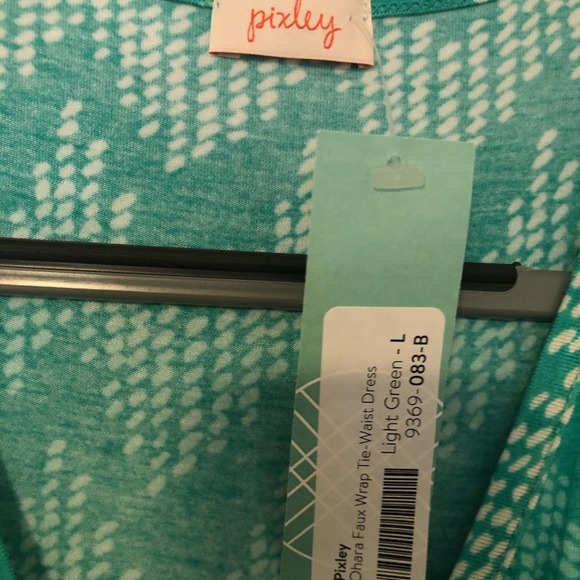 pixley
Pixley
Ohara Faux Wrap Tie-Waist Dress
Light Green - L
9369-083-B